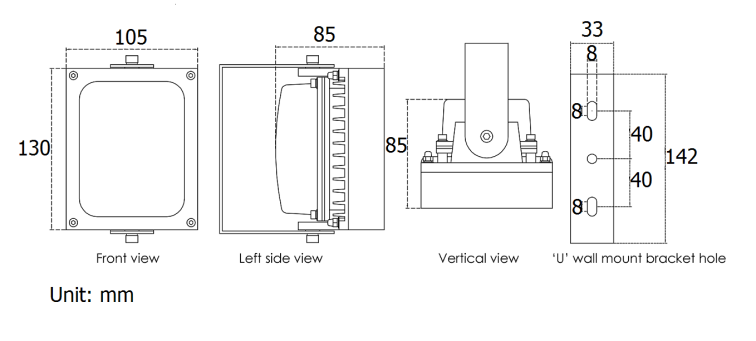 105
85
33
8
130
85
8
40
142
40
8
Front view
Left side view
Vertical view
‘U’ wall mount bracket hole
Unit: mm